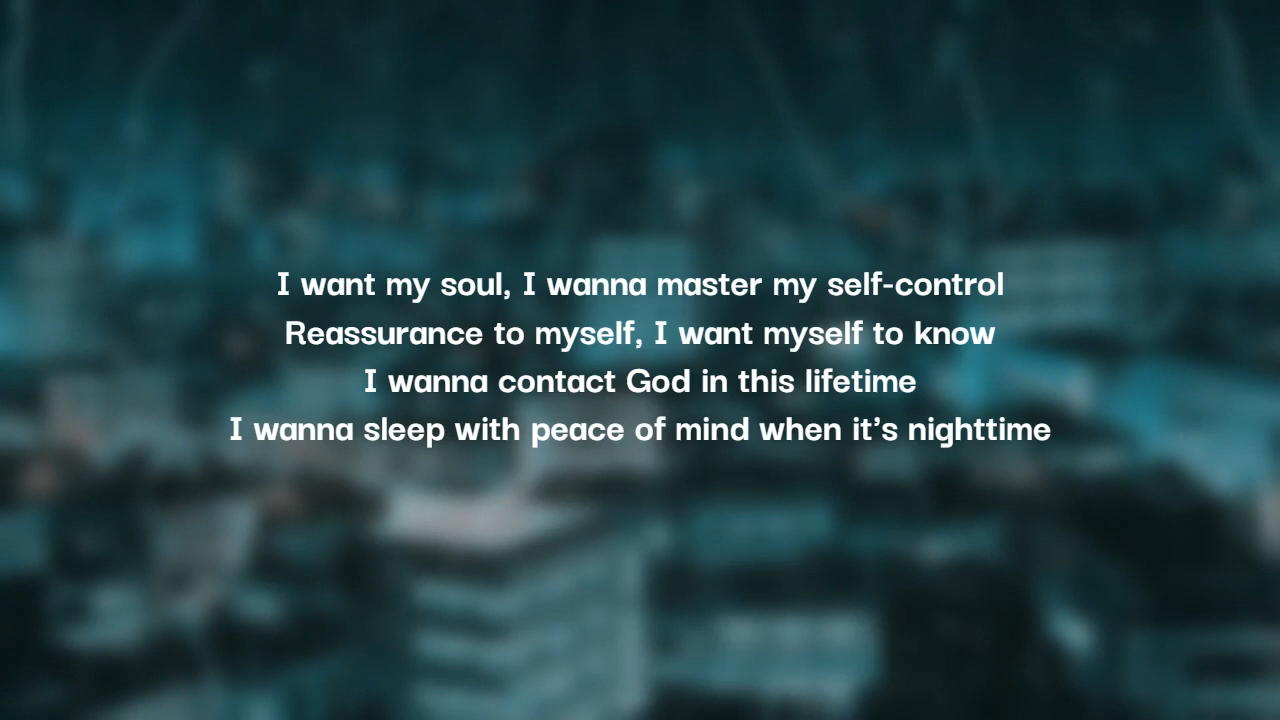 I want my soul, I wanna master my self-control
Reassurance to myself, I want myself to know
I wanna contact God in this lifetime
I wanna sleep with peace of mind when it's nighttime